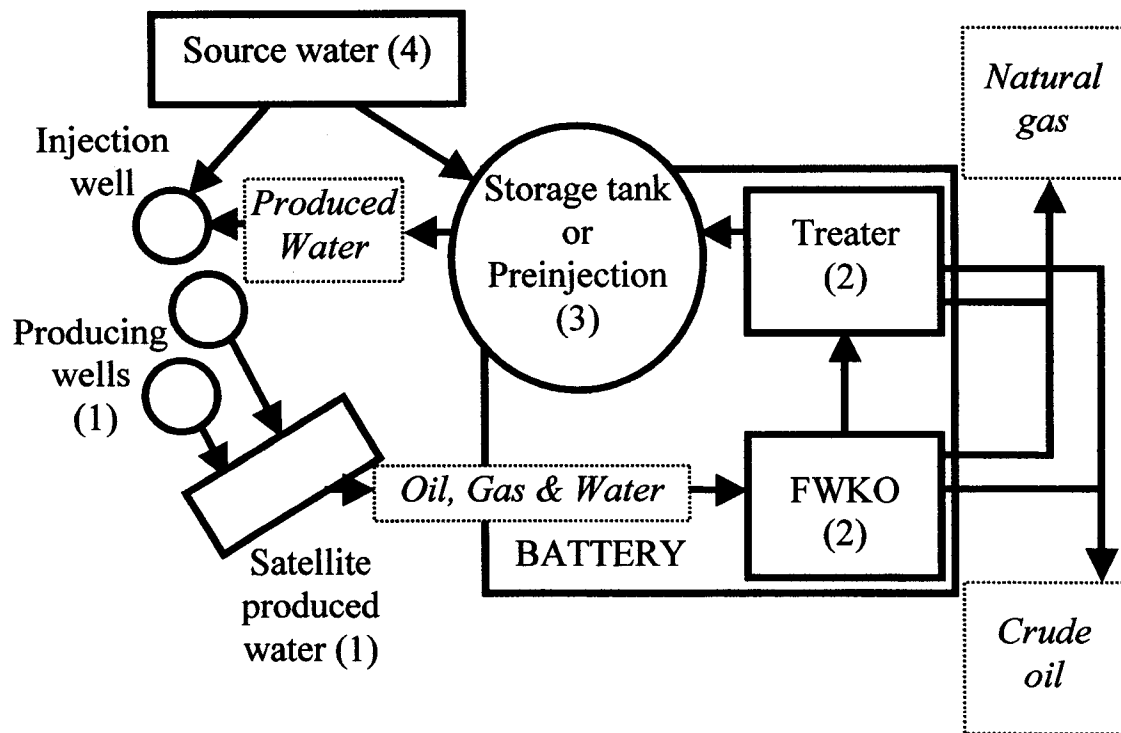 Source water (4)
Injection
well
Produced
Water
Storage tank
or
Preinjection
(3)
Treater
(2)
Natural
gas
Producing
wells
(1)
Oil, Gas & Water
FWKO
(2)
BATTERY
Satellite
produced
water (1)
Crude
oil